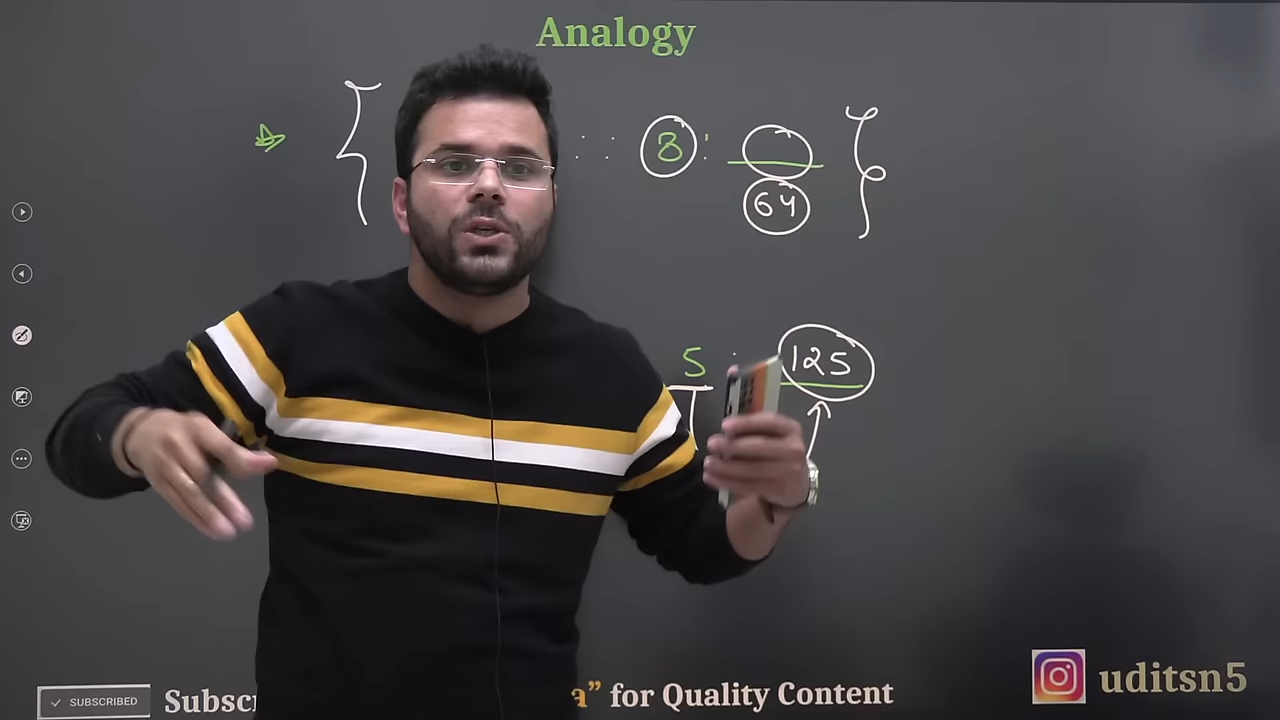 Analogy
: : 8 :
64
5 : 125
SUBSCRIBED
Subsc
a” for Quality Content
uditsn5